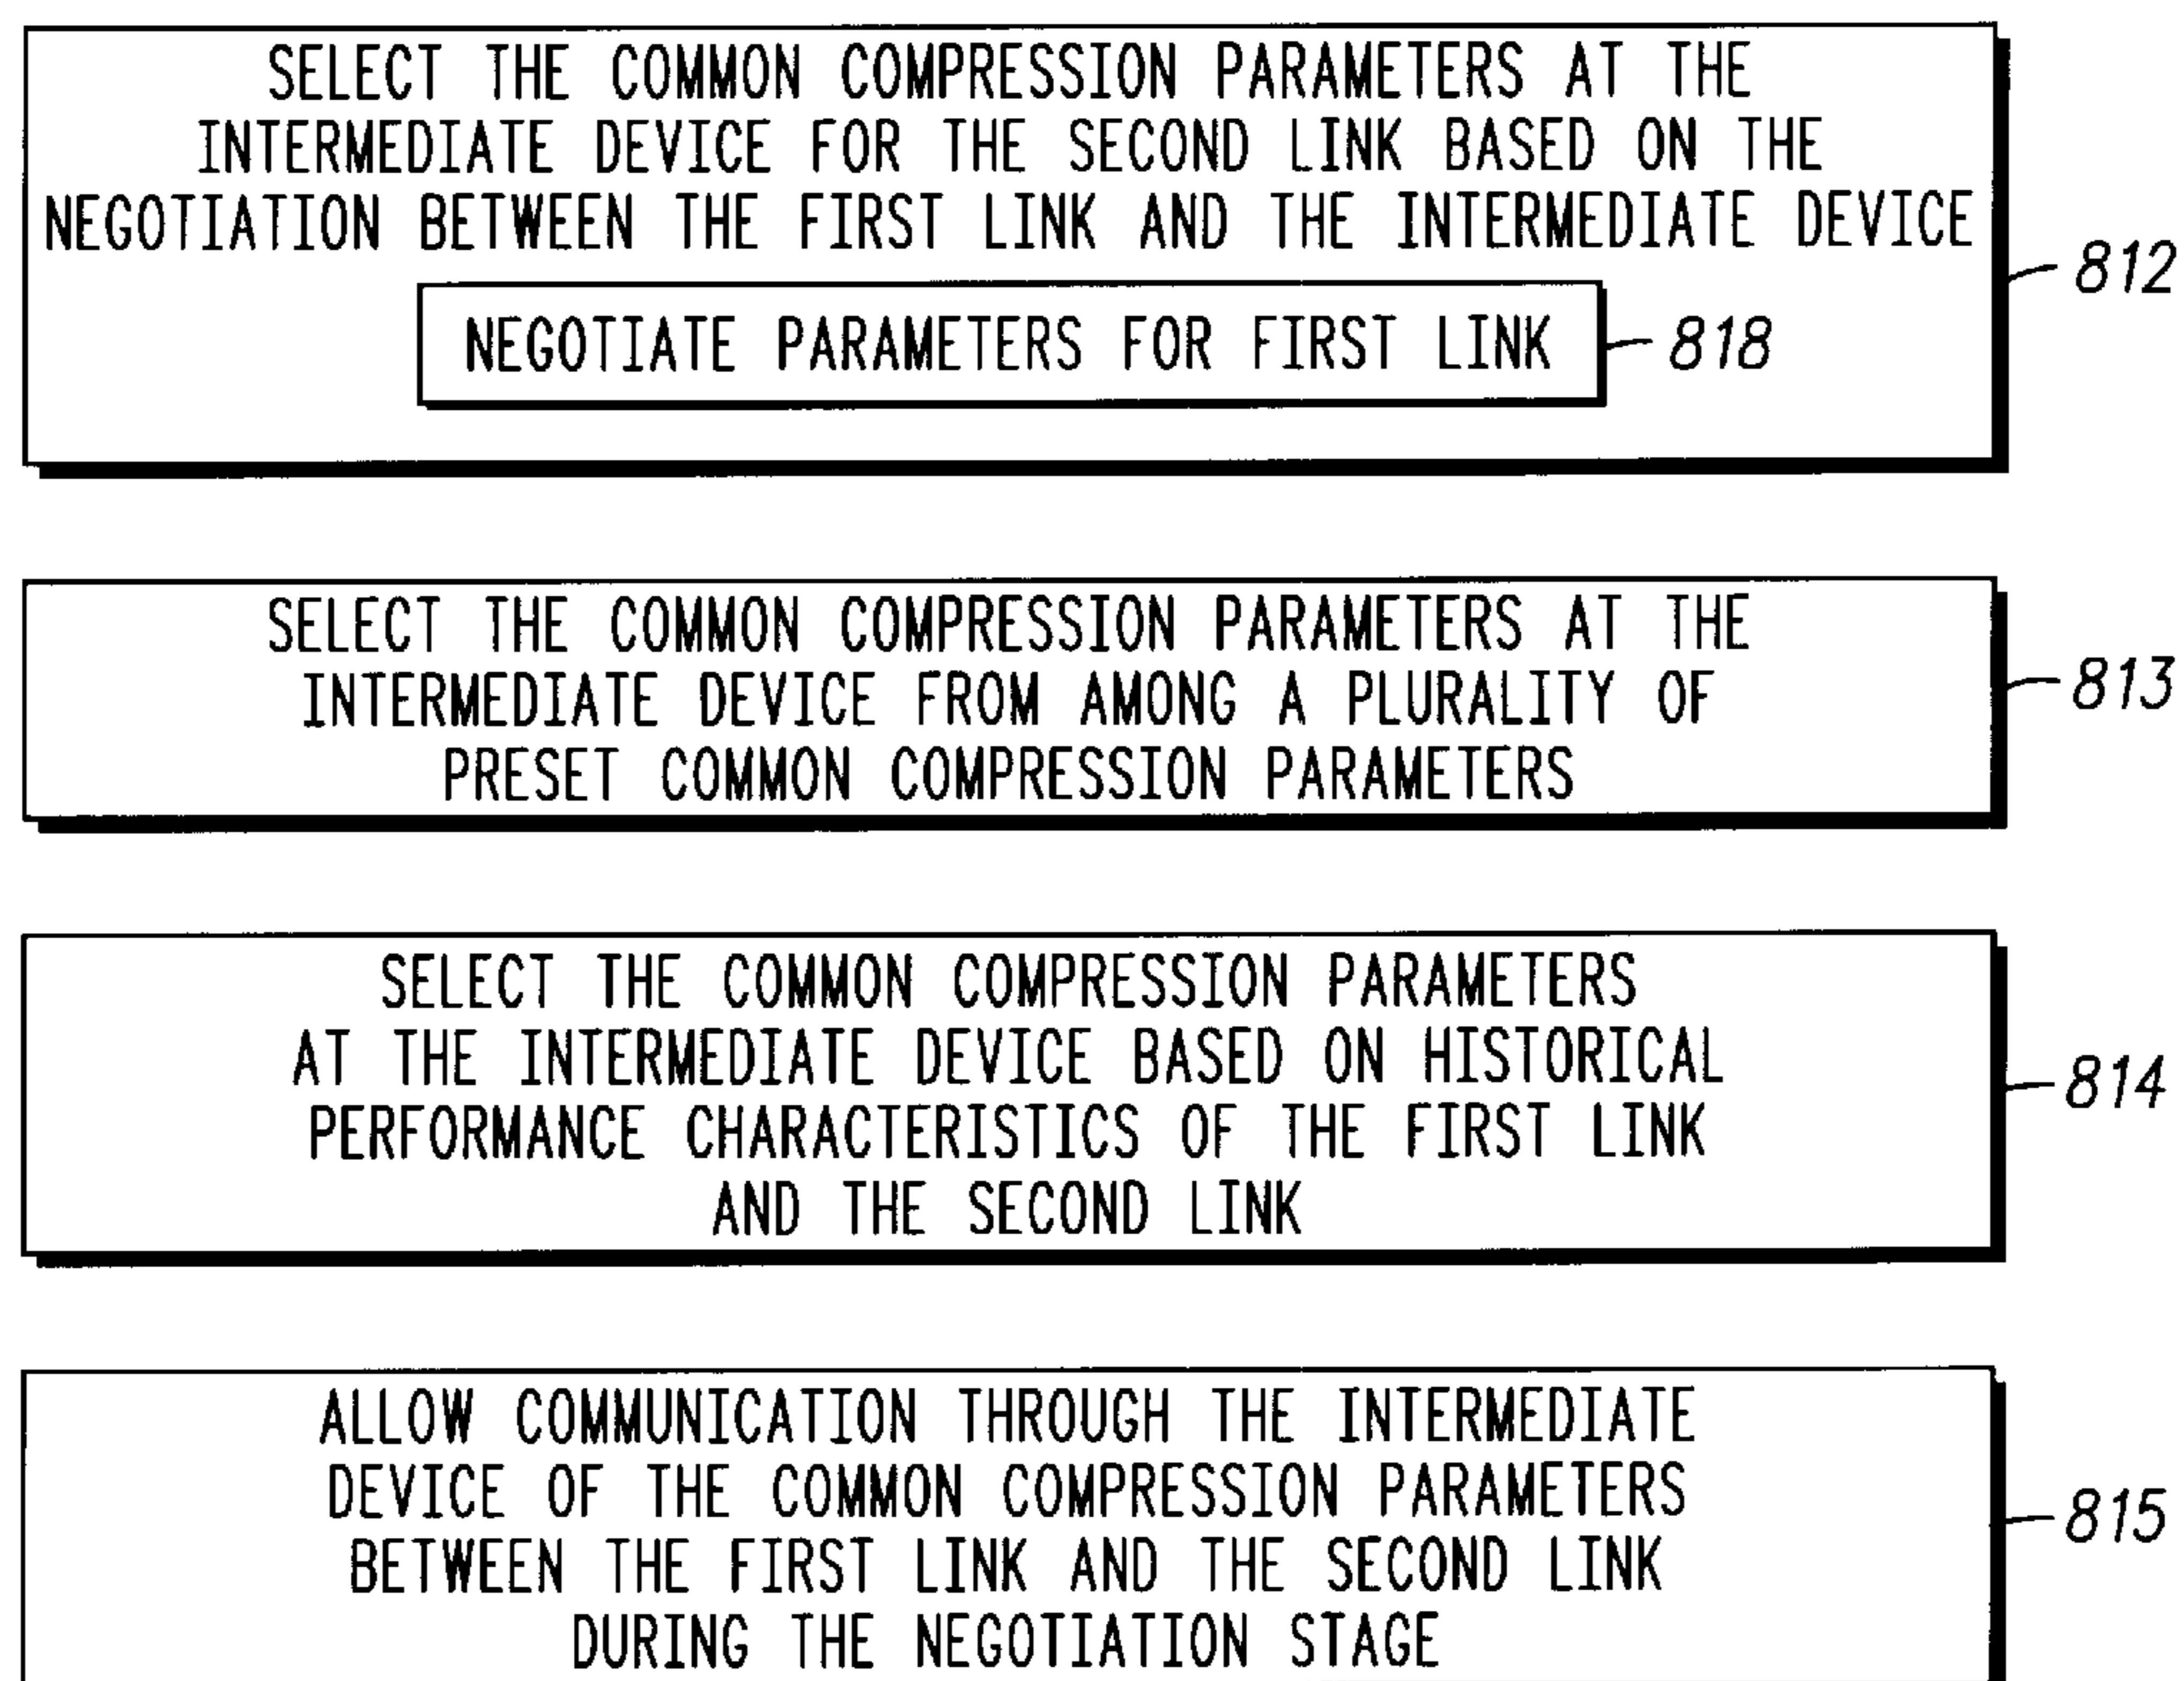 SELECT THE COMMON COMPRESSION PARAMETERS AT THE
INTERMEDIATE DEVICE FOR THE SECOND LINK BASED ON THE
NEGOTIATION BETWEEN THE FIRST LINK AND THE INTERMEDIATE DEVICE
812
NEGOTIATE PARAMETERS FOR FIRST LINK
818
SELECT THE COMMON COMPRESSION PARAMETERS AT THE
INTERMEDIATE DEVICE FROM AMONG A PLURALITY OF
PRESET COMMON COMPRESSION PARAMETERS
813
SELECT THE COMMON COMPRESSION PARAMETERS
AT THE INTERMEDIATE DEVICE BASED ON HISTORICAL
PERFORMANCE CHARACTERISTICS OF THE FIRST LINK
AND THE SECOND LINK
814
ALLOW COMMUNICATION THROUGH THE INTERMEDIATE
DEVICE OF THE COMMON COMPRESSION PARAMETERS
BETWEEN THE FIRST LINK AND THE SECOND LINK
DURING THE NEGOTIATION STAGE
815